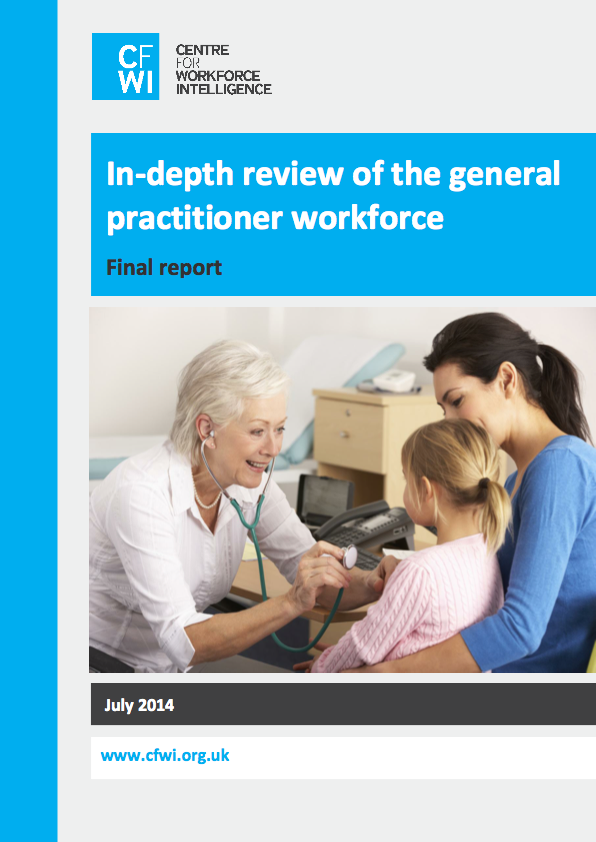 CF
WI
CENTRE
FOR
WORKFORCE
INTELLIGENCE
In-depth review of the general
practitioner workforce
Final report
July 2014
www.cfwi.org.uk